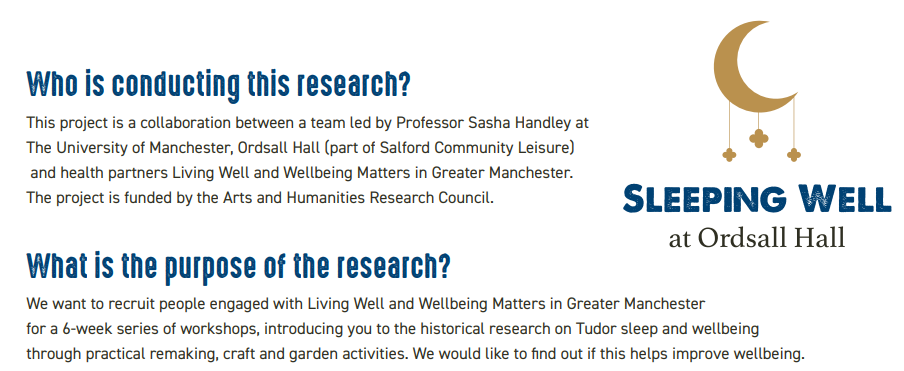 Who is conducting this research?
This project is a collaboration between a team led by Professor Sasha Handley at
The University of Manchester, Ordsall Hall (part of Salford Community Leisure)
and health partners Living Well and Wellbeing Matters in Greater Manchester.
The project is funded by the Arts and Humanities Research Council.
SLEEPING WELL
at Ordsall Hall
What is the purpose of the research?
We want to recruit people engaged with Living Well and Wellbeing Matters in Greater Manchester
for a 6-week series of workshops, introducing you to the historical research on Tudor sleep and wellbeing
through practical remaking, craft and garden activities. We would like to find out if this helps improve wellbeing.